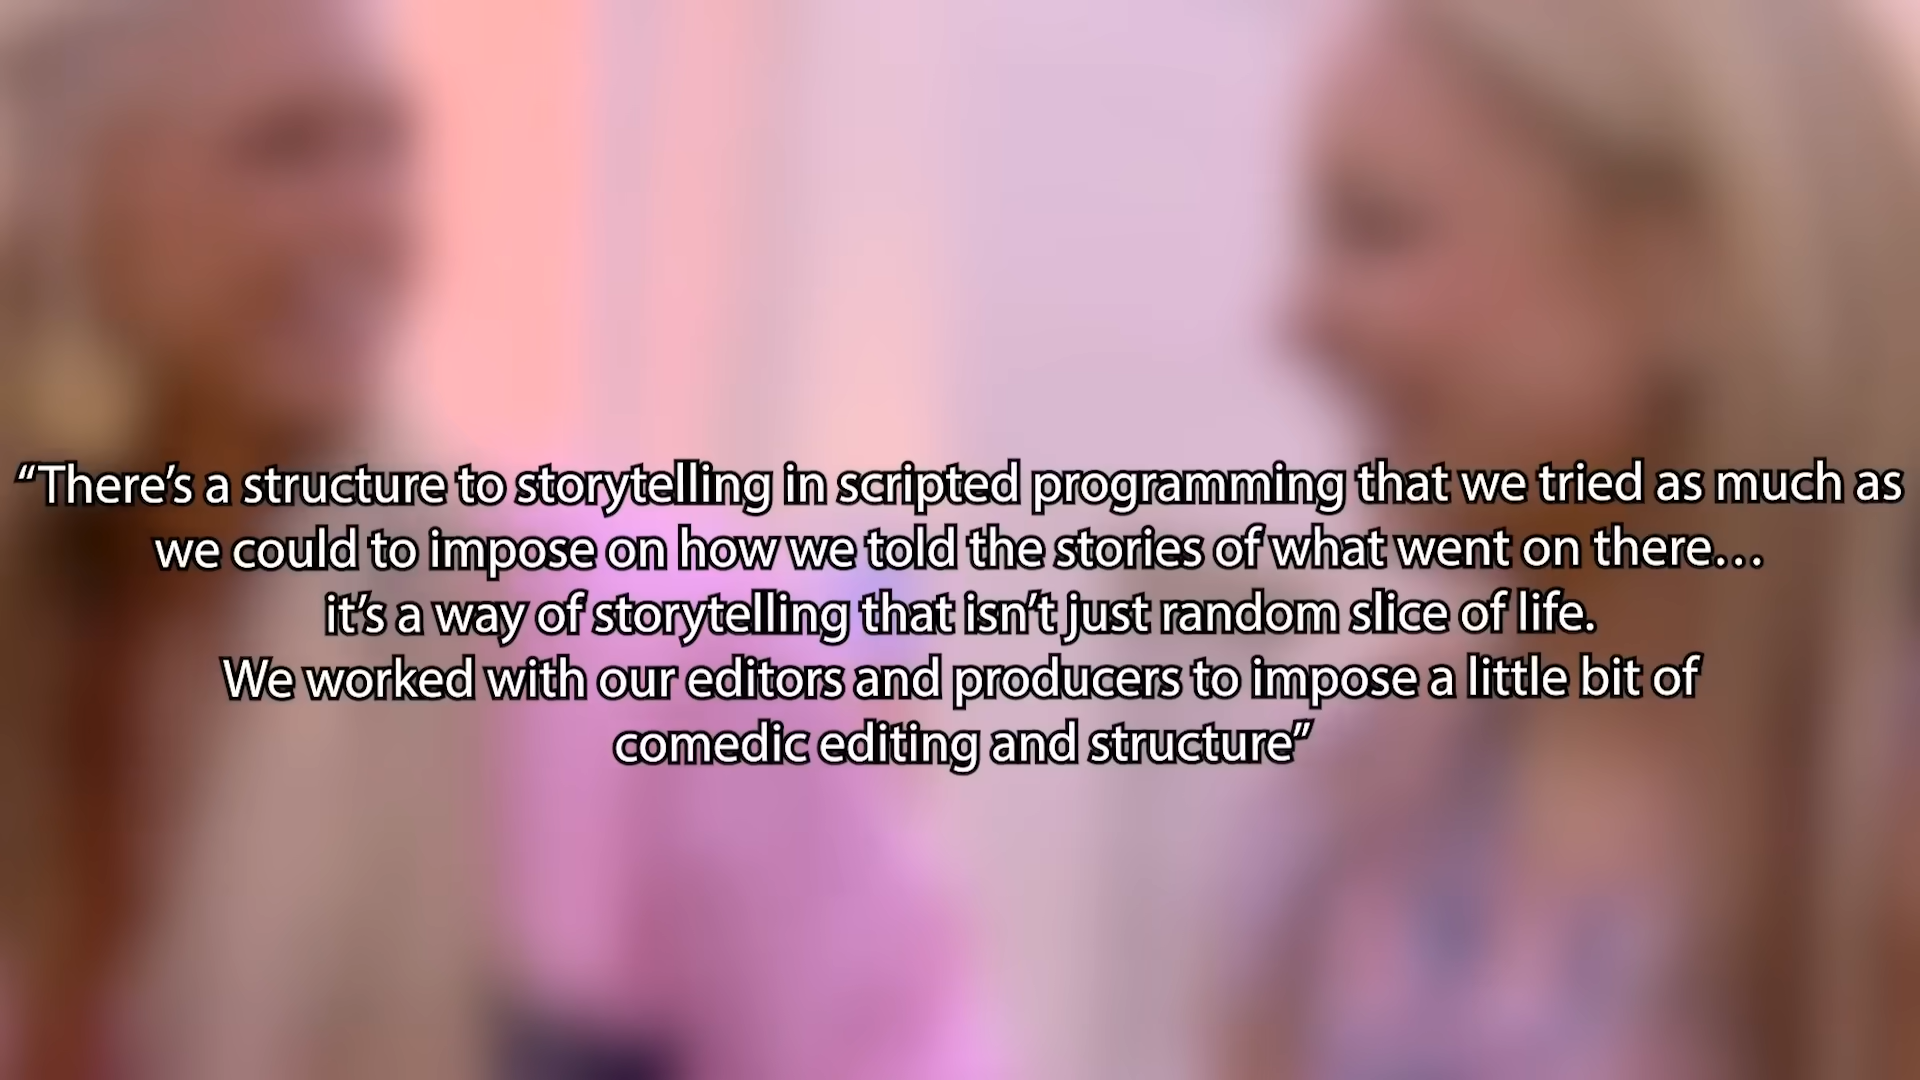 “There’s a structure to storytelling in scripted programming that we tried as much as
we could to impose on how we told the stories of what went on there…
it’s a way of storytelling that isn’t just random slice of life.
We worked with our editors and producers to impose a little bit of
comedic editing and structure”